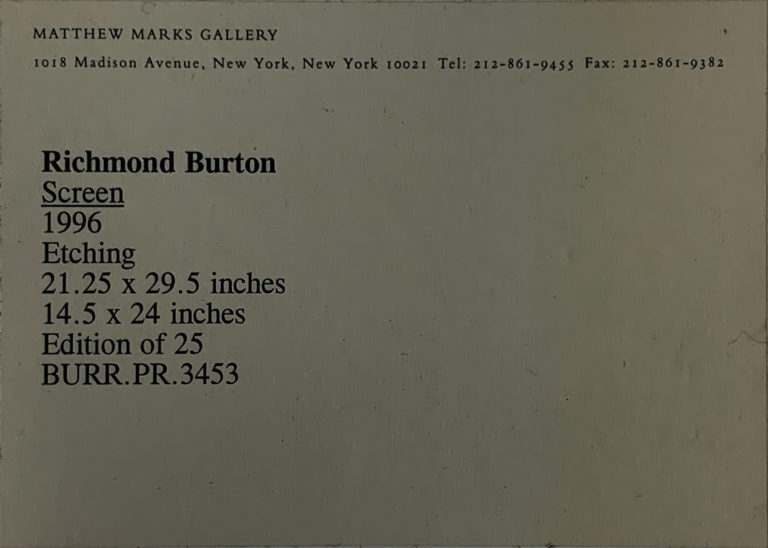 MATTHEW MARKS GALLERY
1018 Madison Avenue, New York, New York 10021 Tel: 212-861-9455 Fax: 212-861-9382
Richmond Burton
Screen
1996
Etching
21.25 x 29.5 inches
14.5 x 24 inches
Edition of 25
BURR.PR.3453